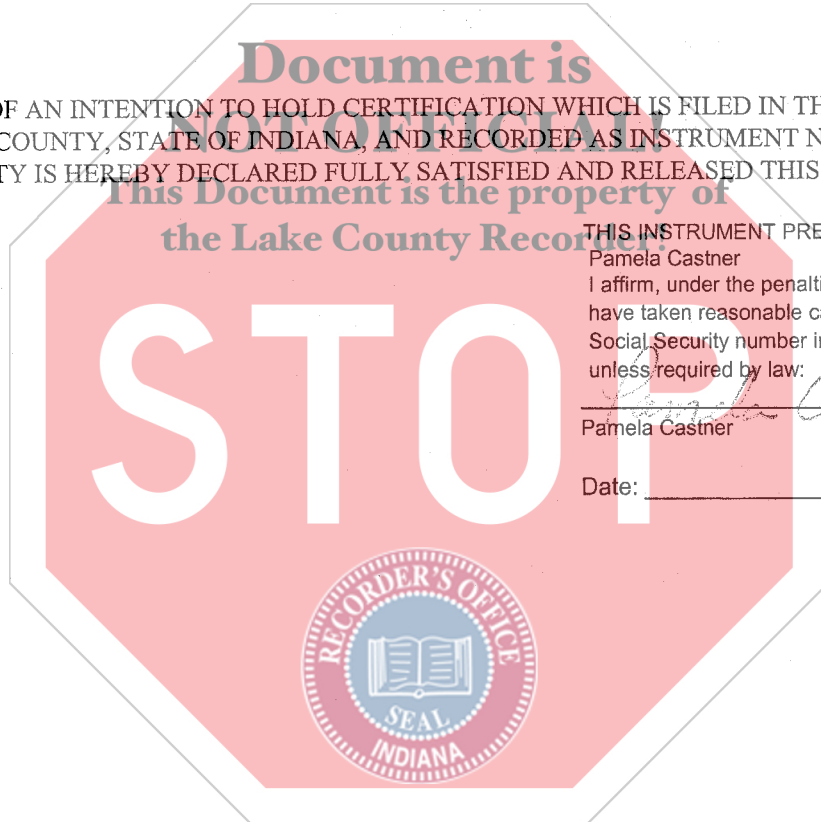 Document is
OF AN INTENTION TO HOLD CERTIFICATION WHICH IS FILED IN TH
NOT OFFICIAL!
COUNTY, STATE OF INDIANA, AND RECORDED AS INSTRUMENT N
TY IS HEREBY DECLARED FULLY SATISFIED AND RELEASED THIS
This Document is the property of
the Lake County Recorder!
THIS INSTRUMENT PRE
Pamela Castner
I affirm, under the penalti
have taken reasonable ca
Social Security number i
unless required by law:
Pamela C
Pamela Castner
Date:
STOP
RECORDER'S OFFICE
SEAL
INDIANA